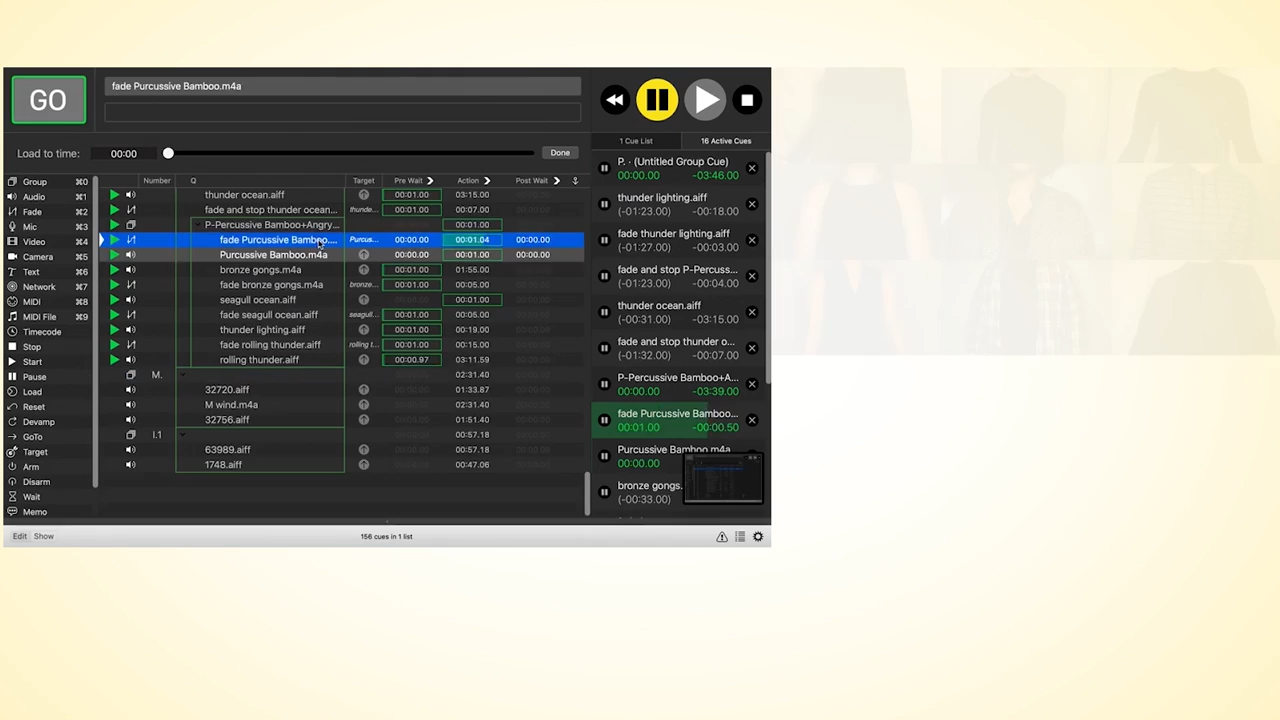 GO
fade Purcussive Bamboo.m4a
Load to time: 00:00 Done
1 Cue List 16 Active Cues
Number Q Target Pre Wait Action Post Wait
Group ⌘0
Audio ⌘1
Fade ⌘2
Mic ⌘3
Video ⌘4
Camera ⌘5
Text ⌘6
Network ⌘7
MIDI ⌘8
MIDI File ⌘9
Timecode
Stop
Start
Pause
Load
Reset
Devamp
GoTo
Target
Arm
Disarm
Wait
Memo
thunder ocean.aiff 00:01.00 03:15.00
fade and stop thunder ocean... thunde... 00:01.00 00:07.00
P-Percussive Bamboo+Angry... 00:01.00
fade Purcussive Bamboo.... Purcus... 00:00.00 00:01.04 00:00.00
Purcussive Bamboo.m4a 00:00.00 00:01.00 00:00.00
bronze gongs.m4a 00:01.00 01:55.00
fade bronze gongs.m4a bronze... 00:01.00 00:05.00
seagull ocean.aiff 00:01.00
fade seagull ocean.aiff seagull... 00:01.00 00:05.00
thunder lighting.aiff 00:01.00 00:19.00
fade rolling thunder.aiff rolling t... 00:01.00 00:15.00
rolling thunder.aiff 00:00.97 03:11.59
M. 02:31.40
32720.aiff 01:33.87
M wind.m4a 02:31.40
32756.aiff 01:51.40
I.1 00:57.18
63989.aiff 00:57.18
1748.aiff 00:47.06
P. · (Untitled Group Cue)
00:00.00 -03:46.00
thunder lighting.aiff
(-01:23.00) -00:18.00
fade thunder lighting.aiff
(-01:27.00) -00:03.00
fade and stop P-Percuss...
(-01:23.00) -00:04.00
thunder ocean.aiff
(-00:31.00) -03:15.00
fade and stop thunder o...
(-01:32.00) -00:07.00
P-Percussive Bamboo+A...
00:00.00 -03:39.00
fade Purcussive Bamboo...
00:01.00 -00:00.50
Purcussive Bamboo.m4a
00:00.00
bronze gongs.
(-00:33.00)
Edit Show 156 cues in 1 list